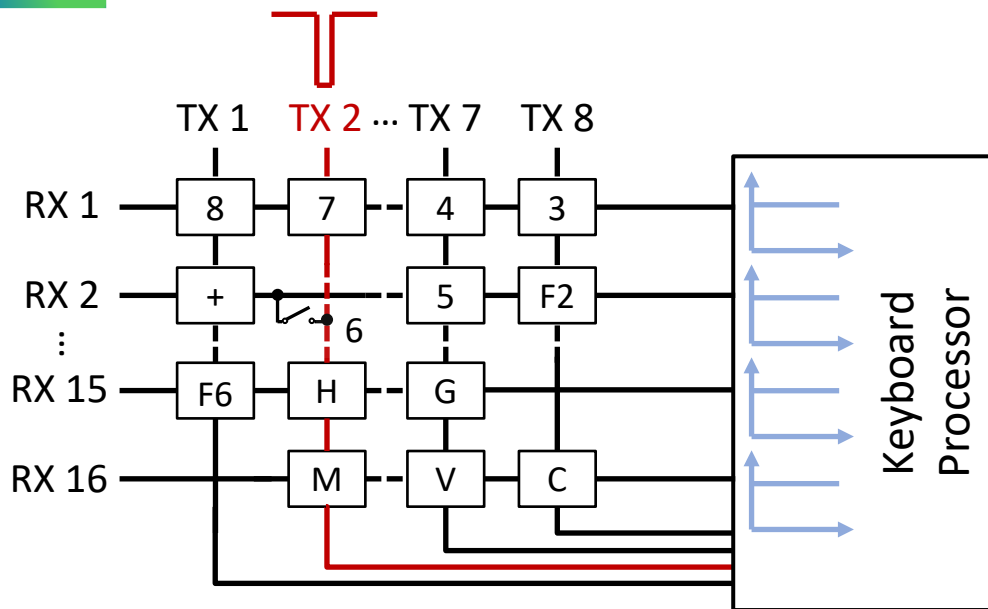 TX 1 TX 2 ... TX 7 TX 8
RX 1 8 7 4 3
RX 2 + 6 5 F2
⋮
RX 15 F6 H G
RX 16 M V C
Keyboard
Processor